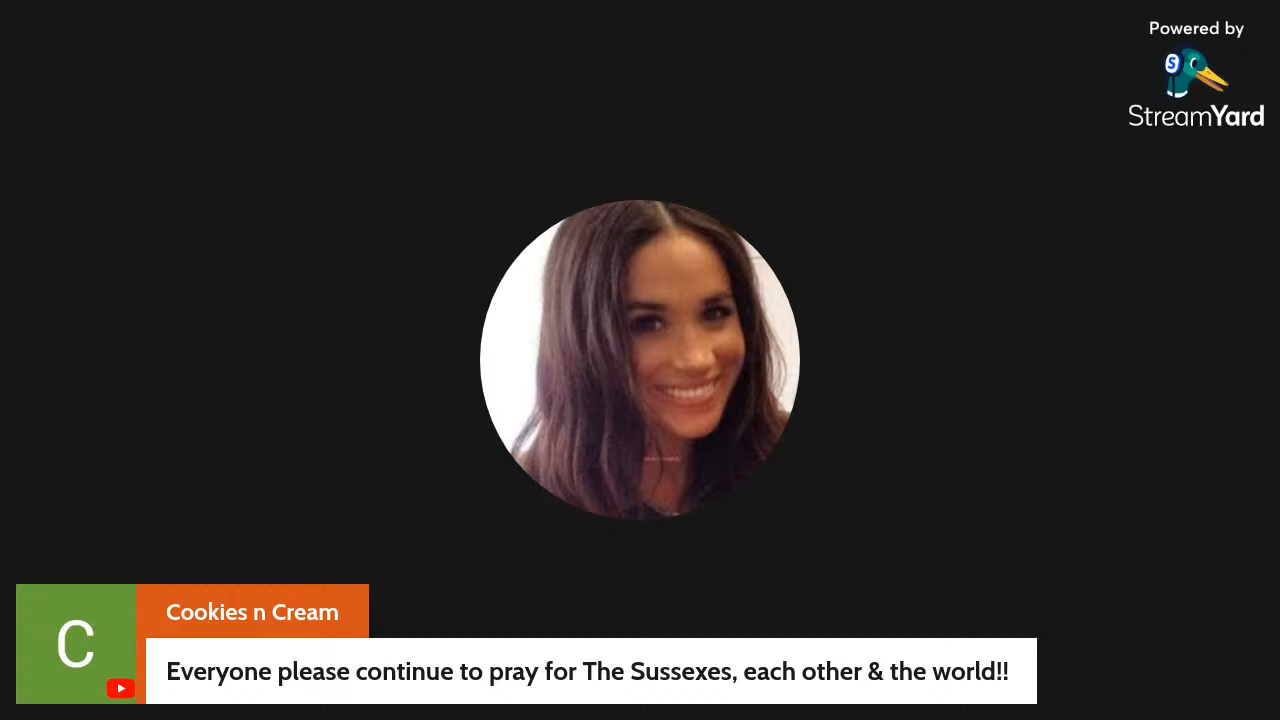 Powered by
S
StreamYard
C
Cookies n Cream
Everyone please continue to pray for The Sussexes, each other & the world!!